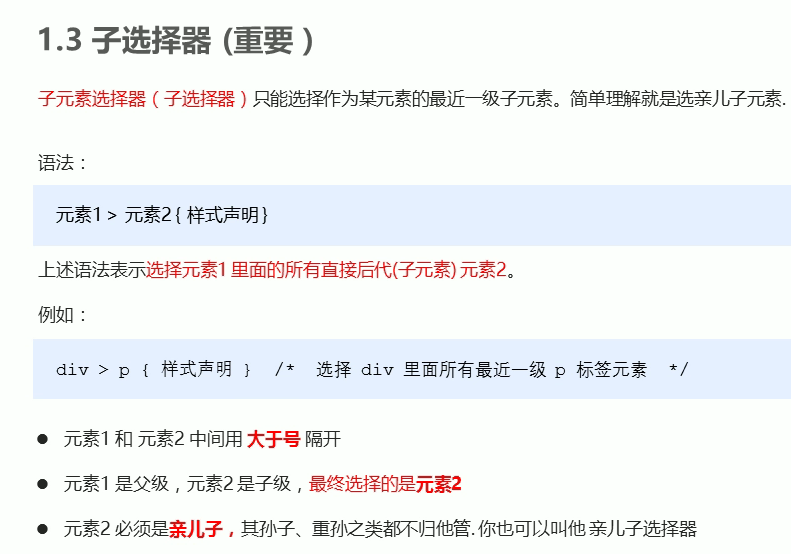 1.3 子选择器 (重要）
子元素选择器（子选择器）只能选择作为某元素的最近一级子元素。简单理解就是选亲儿子元素.
语法：
元素1 > 元素2 { 样式声明 }
上述语法表示选择元素1 里面的所有直接后代(子元素) 元素2。
例如：
div > p { 样式声明 } /* 选择 div 里面所有最近一级 p 标签元素 */
● 元素1 和 元素2 中间用 大于号 隔开
● 元素1 是父级，元素2 是子级，最终选择的是元素2
● 元素2 必须是亲儿子，其孙子、重孙之类都不归他管. 你也可以叫他 亲儿子选择器